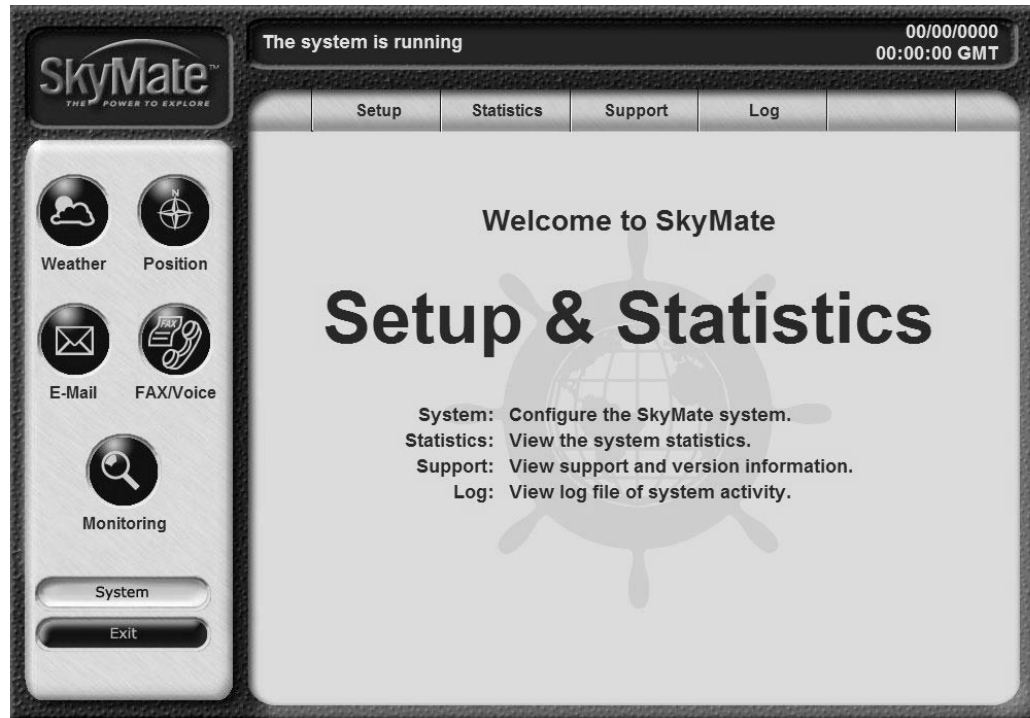 SkyMate™
THE POWER TO EXPLORE
The system is running
00/00/0000
00:00:00 GMT
Setup Statistics Support Log
Weather Position
N
FAX
E-Mail FAX/Voice
Monitoring
System
Exit
Welcome to SkyMate
Setup & Statistics
System: Configure the SkyMate system.
Statistics: View the system statistics.
Support: View support and version information.
Log: View log file of system activity.